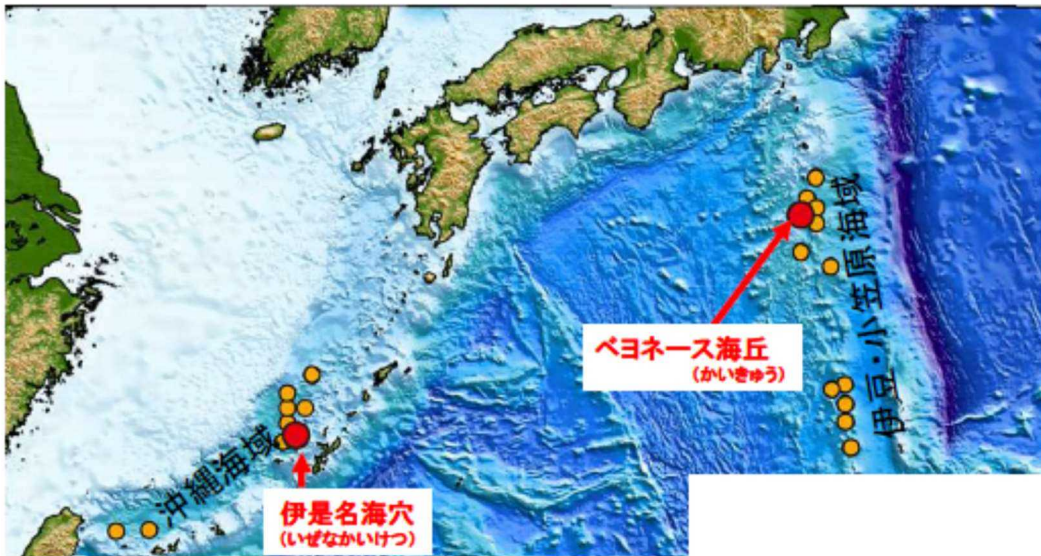 ベヨネース海丘
(かいきゅう)
伊豆・小笠原海域
沖縄海域
伊是名海穴
(いぜなかいけつ)